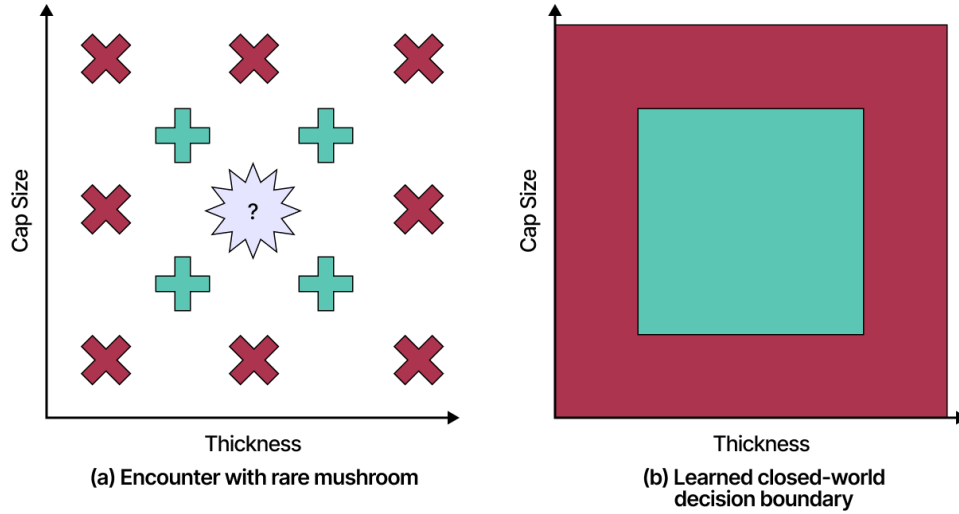 Cap Size
?
Thickness
(a) Encounter with rare mushroom
Cap Size
Thickness
(b) Learned closed-world
decision boundary